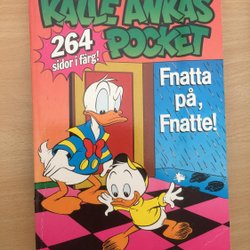 KALLE ANKAS
POCKET
264
sidor i färg!
Fnatta
på,
Fnatte!